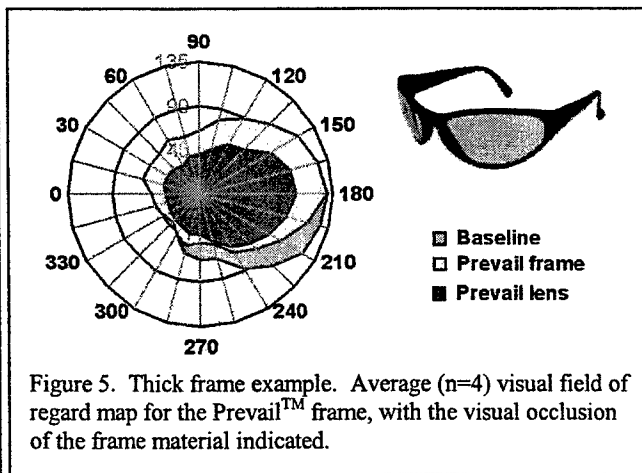 90
60
135
120
30
90
150
45
0
180
330
210
300
240
270
Baseline
Prevail frame
Prevail lens
Figure 5. Thick frame example. Average (n=4) visual field of
regard map for the Prevail™ frame, with the visual occlusion
of the frame material indicated.